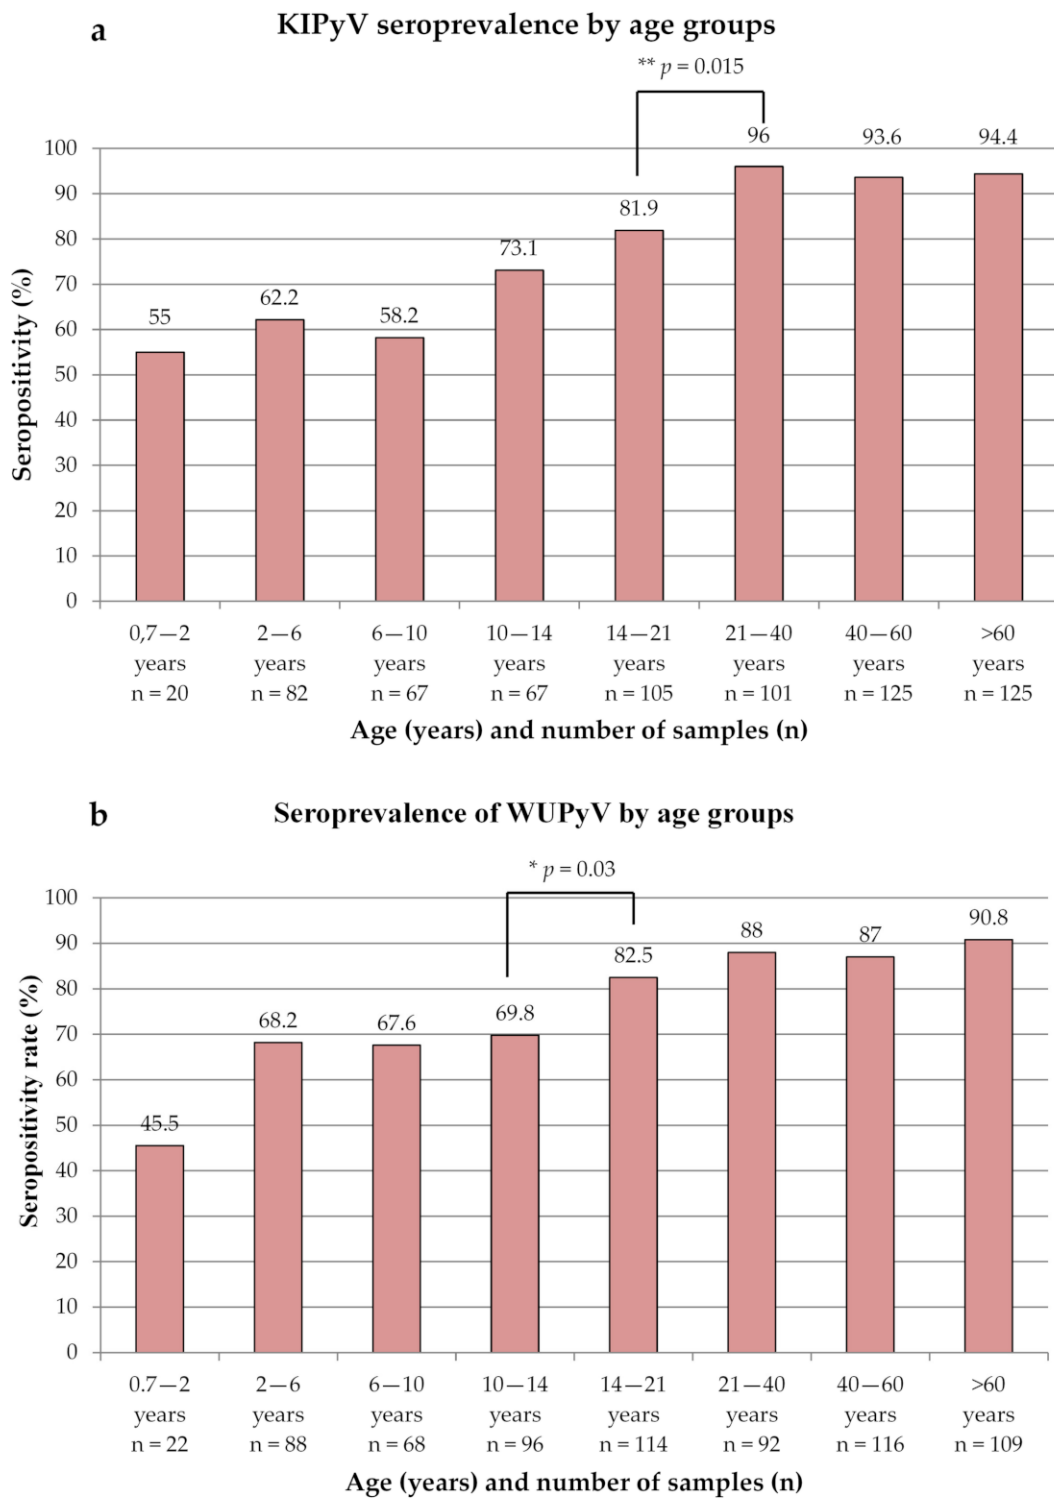 a
KIPyV seroprevalence by age groups
** p = 0.015
Seropositivity (%)
100
90
80
70
60
50
40
30
20
10
0
55
62.2
58.2
73.1
81.9
96
93.6
94.4
0,7—2 2—6 6—10 10—14 14—21 21—40 40—60 >60
years years years years years years years years
n = 20 n = 82 n = 67 n = 67 n = 105 n = 101 n = 125 n = 125
Age (years) and number of samples (n)
b
Seroprevalence of WUPyV by age groups
* p = 0.03
Seropositivity rate (%)
100
90
80
70
60
50
40
30
20
10
0
45.5
68.2
67.6
69.8
82.5
88
87
90.8
0.7—2 2—6 6—10 10—14 14—21 21—40 40—60 >60
years years years years years years years years
n = 22 n = 88 n = 68 n = 96 n = 114 n = 92 n = 116 n = 109
Age (years) and number of samples (n)